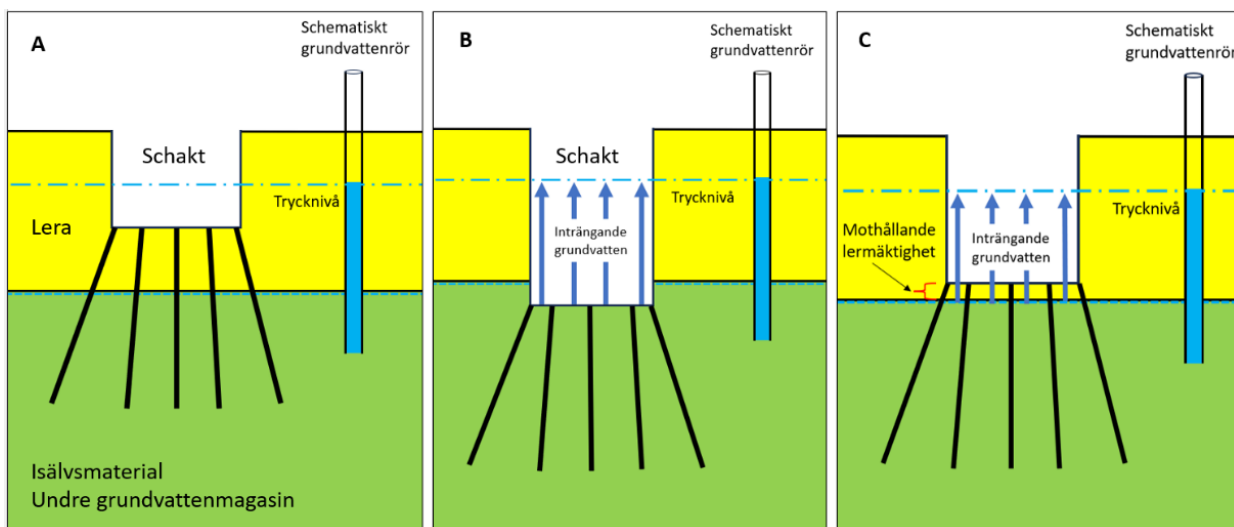 A
Schematiskt
grundvattenrör
Schakt
Trycknivå
Lera
Isälvsmaterial
Undre grundvattenmagasin
B
Schematiskt
grundvattenrör
Schakt
Trycknivå
Inträngande
grundvatten
C
Schematiskt
grundvattenrör
Trycknivå
Mothållande
lermäktighet
Inträngande
grundvatten